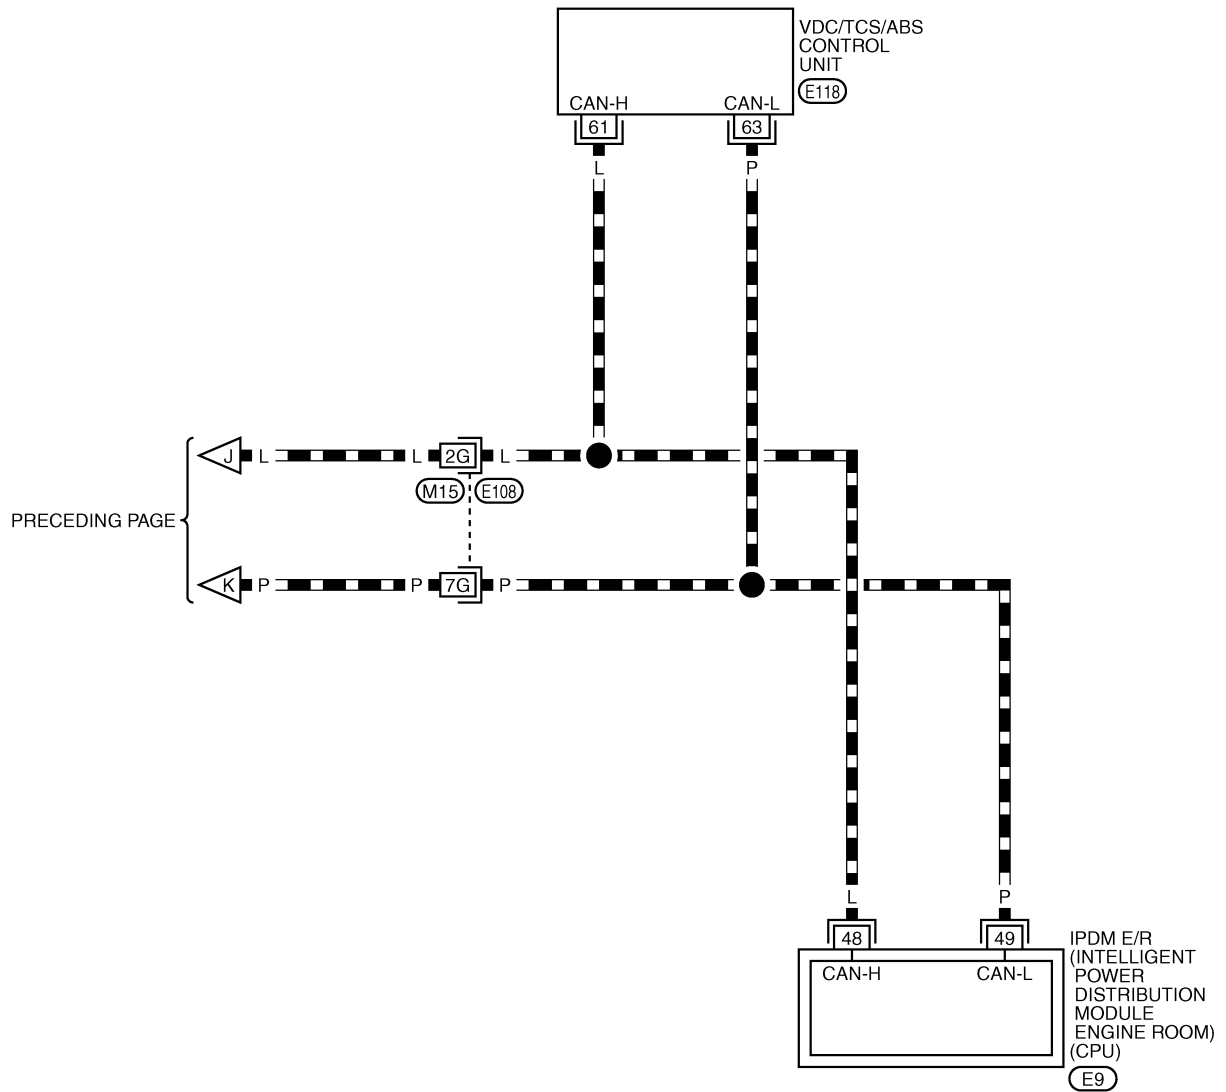 VDC/TCS/ABS
CONTROL
UNIT
E118
CAN-H
CAN-L
61
63
L
P
J
L
L
2G
L
M15
E108
PRECEDING PAGE
K
P
P
7G
P
L
P
48
49
IPDM E/R
(INTELLIGENT
POWER
DISTRIBUTION
MODULE
ENGINE ROOM)
(CPU)
CAN-H
CAN-L
E9